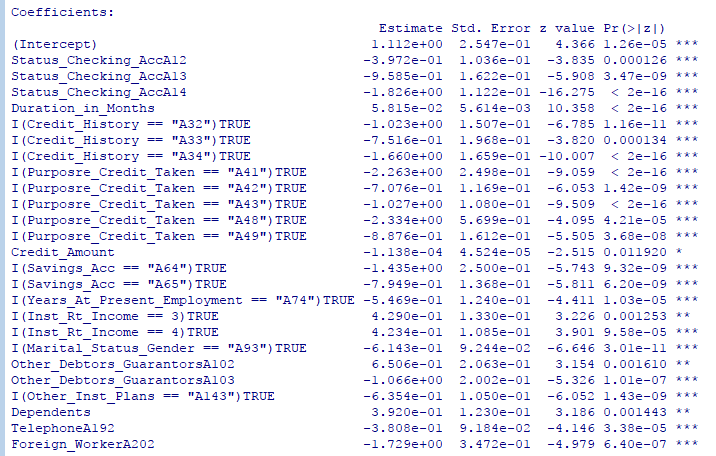 Coefficients:
Estimate Std. Error z value Pr(>|z|)
(Intercept) 1.112e+00 2.547e-01 4.366 1.26e-05 ***
Status_Checking_AccA12 -3.972e-01 1.036e-01 -3.835 0.000126 ***
Status_Checking_AccA13 -9.585e-01 1.622e-01 -5.908 3.47e-09 ***
Status_Checking_AccA14 -1.826e+00 1.122e-01 -16.275 < 2e-16 ***
Duration_in_Months 5.815e-02 5.614e-03 10.358 < 2e-16 ***
I(Credit_History == "A32")TRUE -1.023e+00 1.507e-01 -6.785 1.16e-11 ***
I(Credit_History == "A33")TRUE -7.516e-01 1.968e-01 -3.820 0.000134 ***
I(Credit_History == "A34")TRUE -1.660e+00 1.659e-01 -10.007 < 2e-16 ***
I(Purposre_Credit_Taken == "A41")TRUE -2.263e+00 2.498e-01 -9.059 < 2e-16 ***
I(Purposre_Credit_Taken == "A42")TRUE -7.076e-01 1.169e-01 -6.053 1.42e-09 ***
I(Purposre_Credit_Taken == "A43")TRUE -1.027e+00 1.080e-01 -9.509 < 2e-16 ***
I(Purposre_Credit_Taken == "A48")TRUE -2.334e+00 5.699e-01 -4.095 4.21e-05 ***
I(Purposre_Credit_Taken == "A49")TRUE -8.876e-01 1.612e-01 -5.505 3.68e-08 ***
Credit_Amount -1.138e-04 4.524e-05 -2.515 0.011920 *
I(Savings_Acc == "A64")TRUE -1.435e+00 2.500e-01 -5.743 9.32e-09 ***
I(Savings_Acc == "A65")TRUE -7.949e-01 1.368e-01 -5.811 6.20e-09 ***
I(Years_At_Present_Employment == "A74")TRUE -5.469e-01 1.240e-01 -4.411 1.03e-05 ***
I(Inst_Rt_Income == 3)TRUE 4.290e-01 1.330e-01 3.226 0.001253 **
I(Inst_Rt_Income == 4)TRUE 4.234e-01 1.085e-01 3.901 9.58e-05 ***
I(Marital_Status_Gender == "A93")TRUE -6.143e-01 9.244e-02 -6.646 3.01e-11 ***
Other_Debtors_GuarantorsA102 6.506e-01 2.063e-01 3.154 0.001610 **
Other_Debtors_GuarantorsA103 -1.066e+00 2.002e-01 -5.326 1.01e-07 ***
I(Other_Inst_Plans == "A143")TRUE -6.354e-01 1.050e-01 -6.052 1.43e-09 ***
Dependents 3.920e-01 1.230e-01 3.186 0.001443 **
TelephoneA192 -3.808e-01 9.184e-02 -4.146 3.38e-05 ***
Foreign_WorkerA202 -1.729e+00 3.472e-01 -4.979 6.40e-07 ***